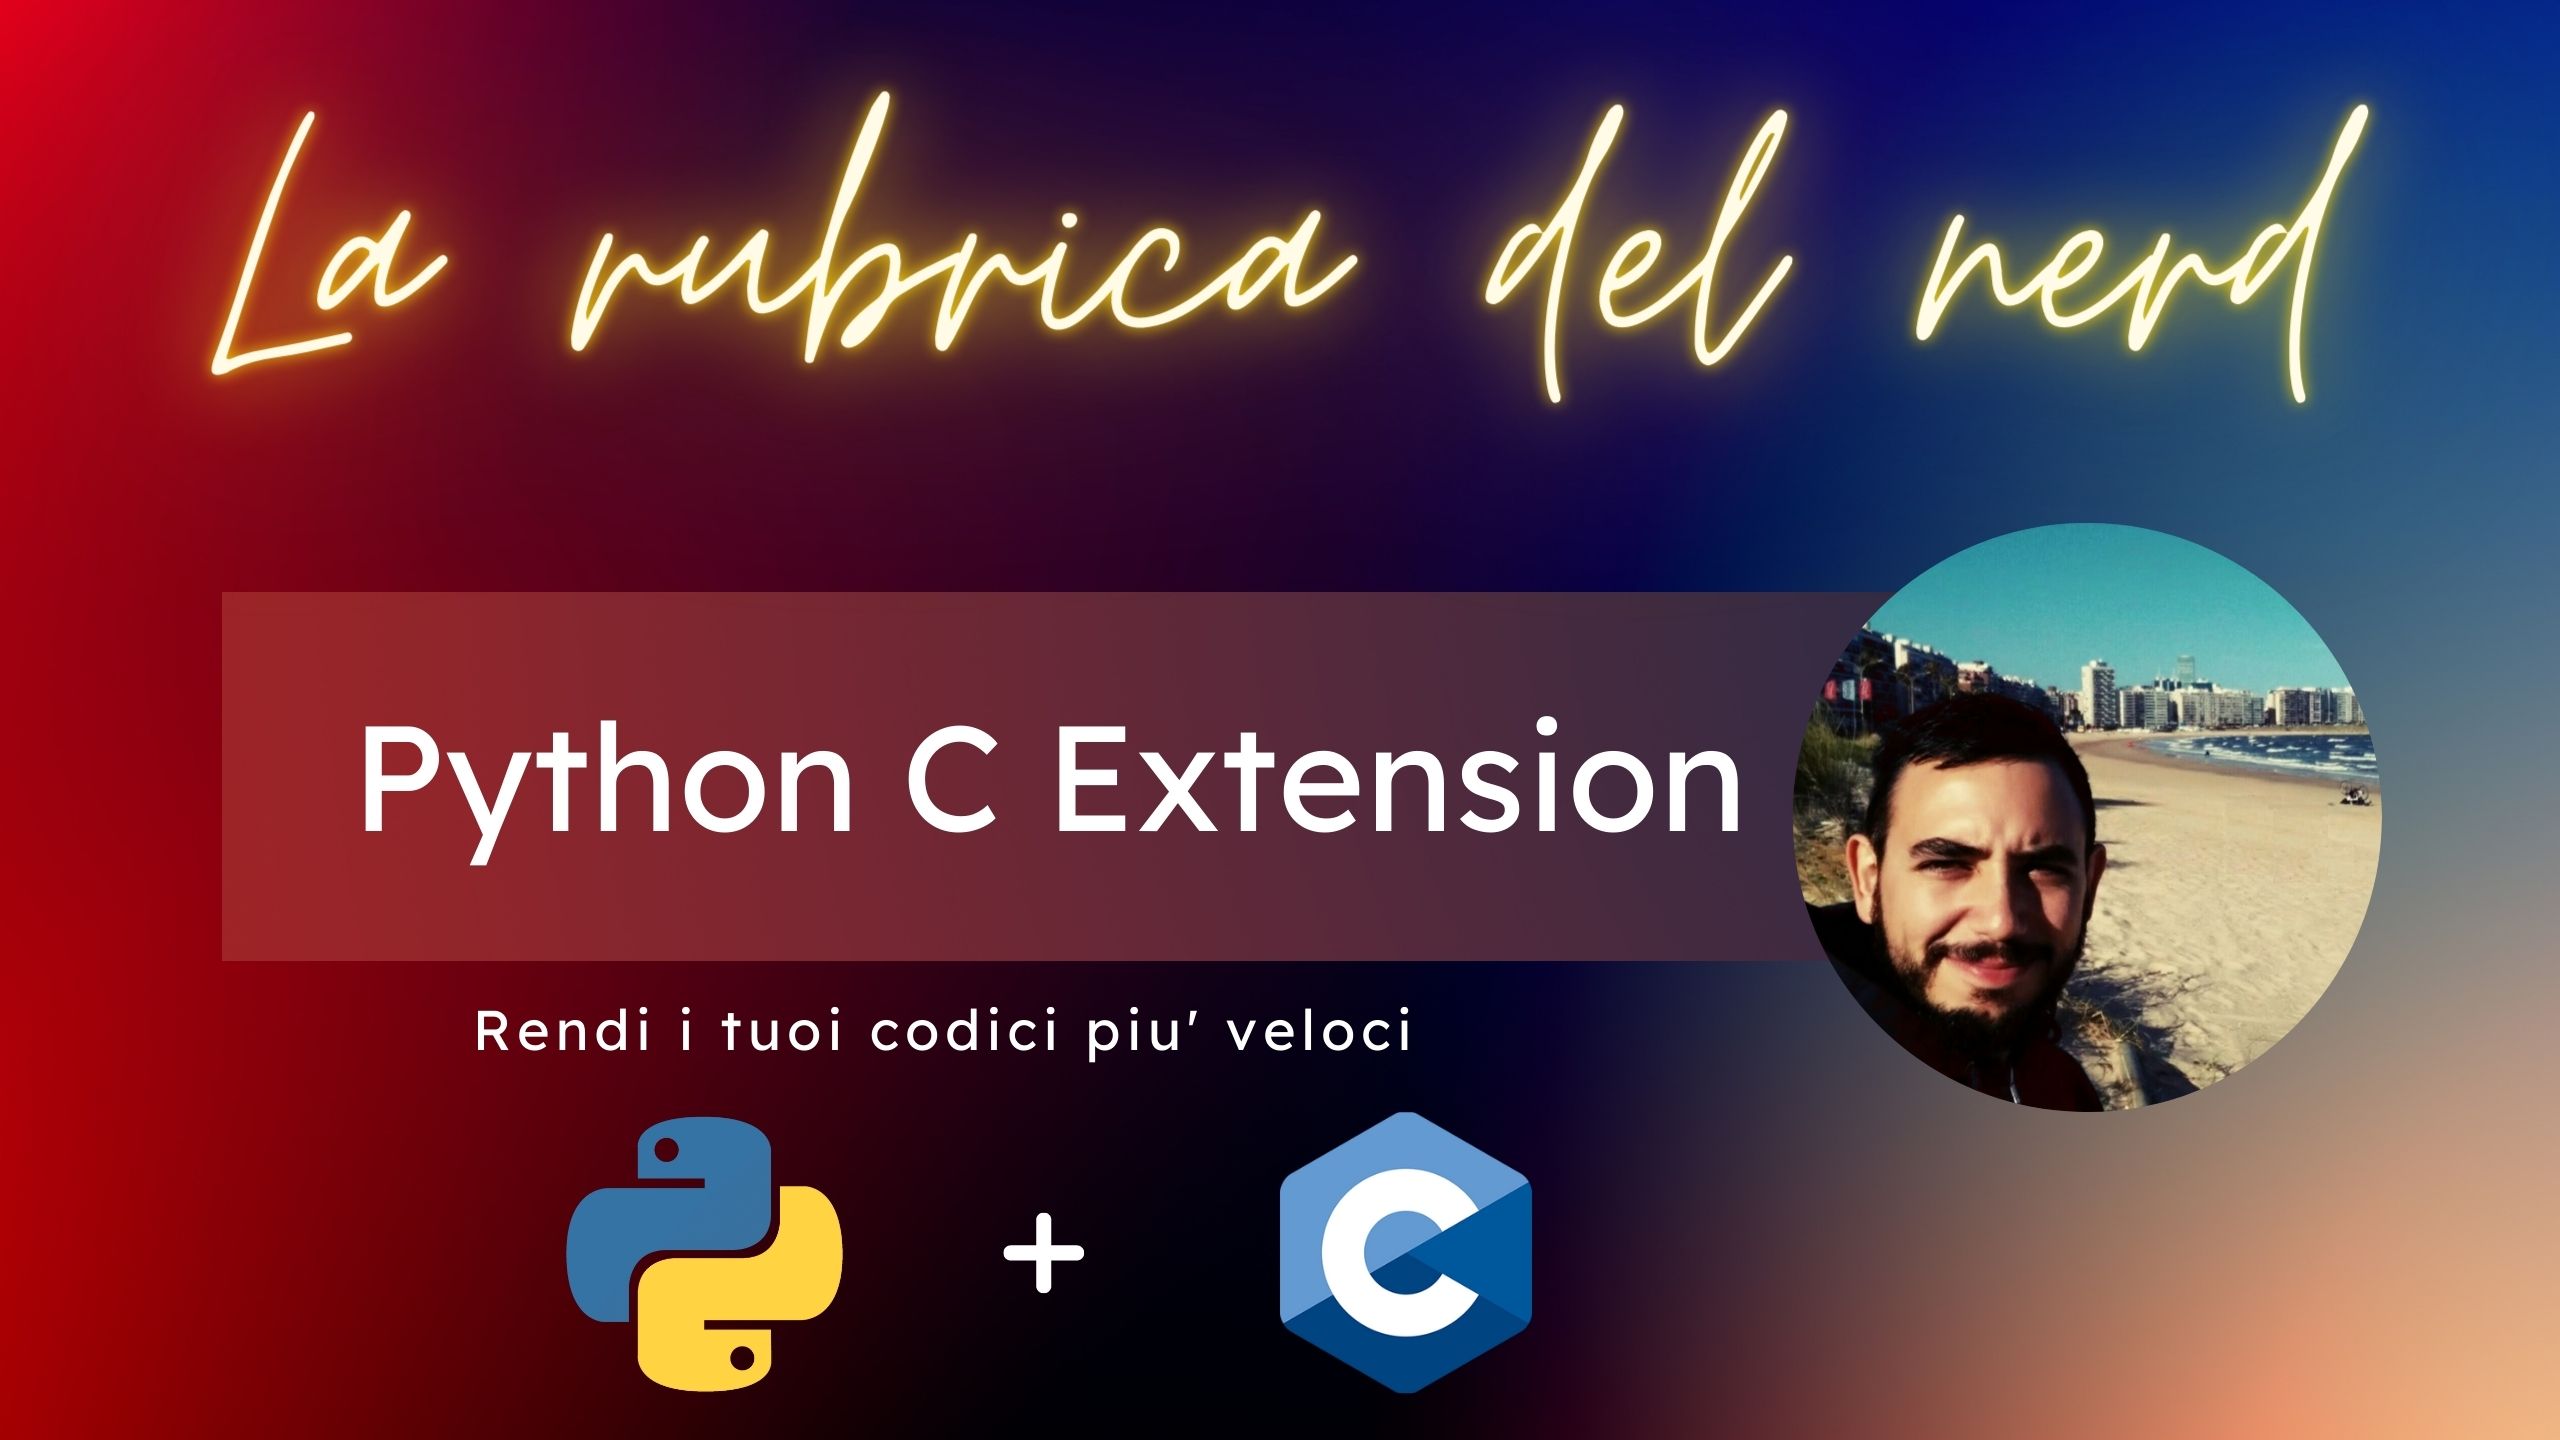 La rubrica del nerd
Python C Extension
Rendi i tuoi codici piu' veloci
+
C